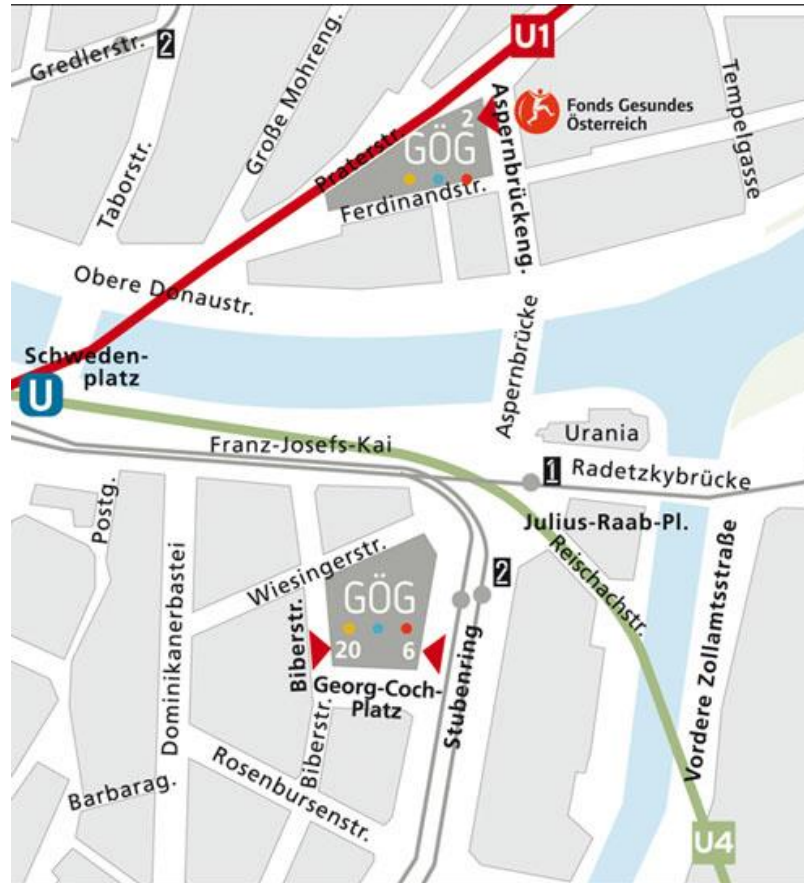 U1
Gredlerstr.
2
Große Mohreng.
Taborstr.
Praterstr.
2
GÖG
Aspernbrückeng.
Fonds Gesundes
Österreich
Tempelgasse
Ferdinandstr.
Obere Donaustr.
Schweden-
platz
U
Aspernbrücke
Urania
Franz-Josefs-Kai
1
Radetzkybrücke
Postg.
Dominikanerbastei
Julius-Raab-Pl.
Wiesingerstr.
Reischachstr.
2
GÖG
Biberstr.
20
6
Georg-Coch-
Platz
Stubenring
Vordere Zollamtsstraße
Biberstr.
Rosenbursenstr.
Barbarag.
U4